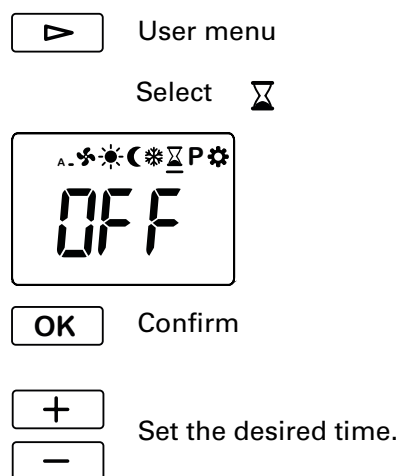 User menu
Select
A P
OFF
OK Confirm
+
Set the desired time.
−